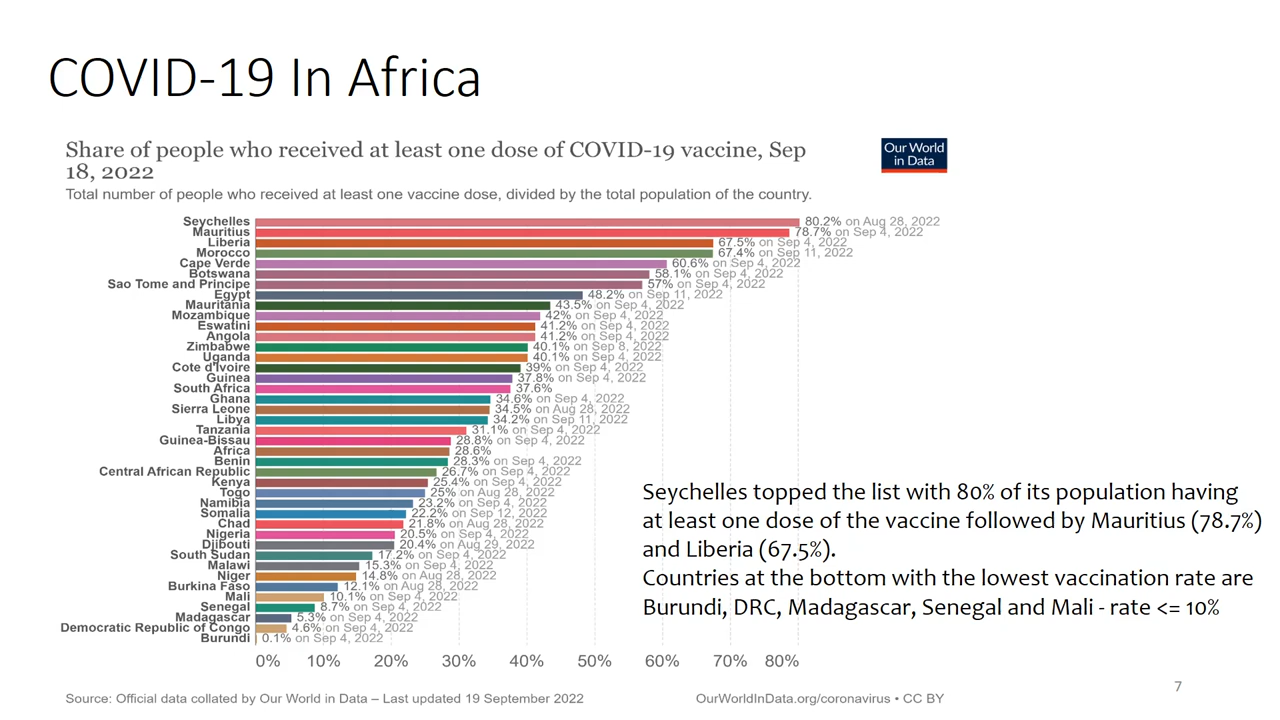 COVID-19 In Africa
Share of people who received at least one dose of COVID-19 vaccine, Sep
18, 2022
Our World
in Data
Total number of people who received at least one vaccine dose, divided by the total population of the country.
Seychelles 80.2% on Aug 28, 2022
Mauritius 78.7% on Sep 4, 2022
Liberia 67.5% on Sep 4, 2022
Morocco 67.4% on Sep 11, 2022
Cape Verde 60.6% on Sep 4, 2022
Botswana 58.1% on Sep 4, 2022
Sao Tome and Principe 57% on Sep 4, 2022
Egypt 48.2% on Sep 11, 2022
Mauritania 43.5% on Sep 4, 2022
Mozambique 42% on Sep 4, 2022
Eswatini 41.2% on Sep 4, 2022
Angola 41.2% on Sep 4, 2022
Zimbabwe 40.1% on Sep 8, 2022
Uganda 40.1% on Sep 4, 2022
Cote d'Ivoire 39% on Sep 4, 2022
Guinea 37.8% on Sep 4, 2022
South Africa 37.6%
Ghana 34.6% on Sep 4, 2022
Sierra Leone 34.5% on Aug 28, 2022
Libya 34.2% on Sep 11, 2022
Tanzania 31.1% on Sep 4, 2022
Guinea-Bissau 28.8% on Sep 4, 2022
Africa 28.6%
Benin 28.3% on Sep 4, 2022
Central African Republic 26.7% on Sep 4, 2022
Kenya 25.4% on Sep 4, 2022
Togo 25% on Aug 28, 2022
Namibia 23.2% on Sep 4, 2022
Somalia 22.2% on Sep 12, 2022
Chad 21.8% on Aug 28, 2022
Nigeria 20.5% on Sep 4, 2022
Djibouti 20.4% on Aug 29, 2022
South Sudan 17.2% on Sep 4, 2022
Malawi 15.3% on Sep 4, 2022
Niger 14.8% on Aug 28, 2022
Burkina Faso 12.1% on Aug 28, 2022
Mali 10.1% on Sep 4, 2022
Senegal 8.7% on Sep 4, 2022
Madagascar 5.3% on Sep 4, 2022
Democratic Republic of Congo 4.6% on Sep 4, 2022
Burundi 0.1% on Sep 4, 2022
0% 10% 20% 30% 40% 50% 60% 70% 80%
Seychelles topped the list with 80% of its population having
at least one dose of the vaccine followed by Mauritius (78.7%)
and Liberia (67.5%).
Countries at the bottom with the lowest vaccination rate are
Burundi, DRC, Madagascar, Senegal and Mali - rate <= 10%
Source: Official data collated by Our World in Data – Last updated 19 September 2022
OurWorldInData.org/coronavirus • CC BY
7